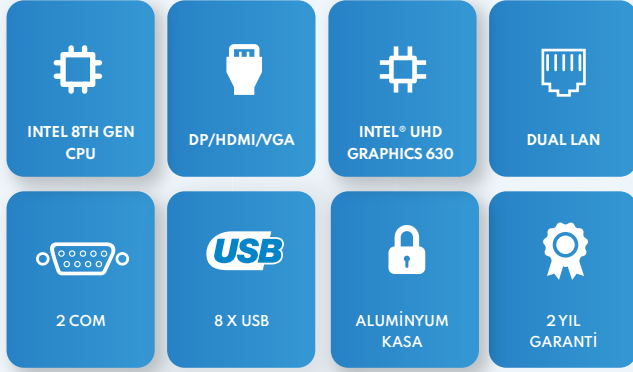 INTEL 8TH GEN
CPU
DP/HDMI/VGA
INTEL® UHD
GRAPHICS 630
DUAL LAN
2 COM
USB
8 X USB
ALUMİNYUM
KASA
2 YIL
GARANTİ